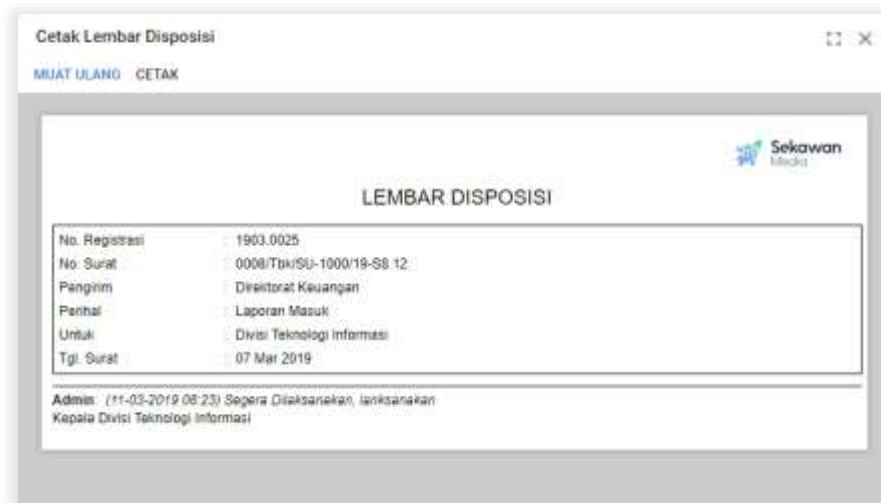 Cetak Lembar Disposisi
MUAT ULANG CETAK
Sekawan
Media
LEMBAR DISPOSISI
No. Registrasi : 1903.0025
No. Surat : 0008/Tbk/SU-1000/19-S8.12
Pengirim : Direktorat Keuangan
Perihal : Laporan Masuk
Untuk : Divisi Teknologi Informasi
Tgl. Surat : 07 Mar 2019
Admin : (11-03-2019 08:23) Segera Dilaksanakan, lanksanakan
Kepala Divisi Teknologi Informasi